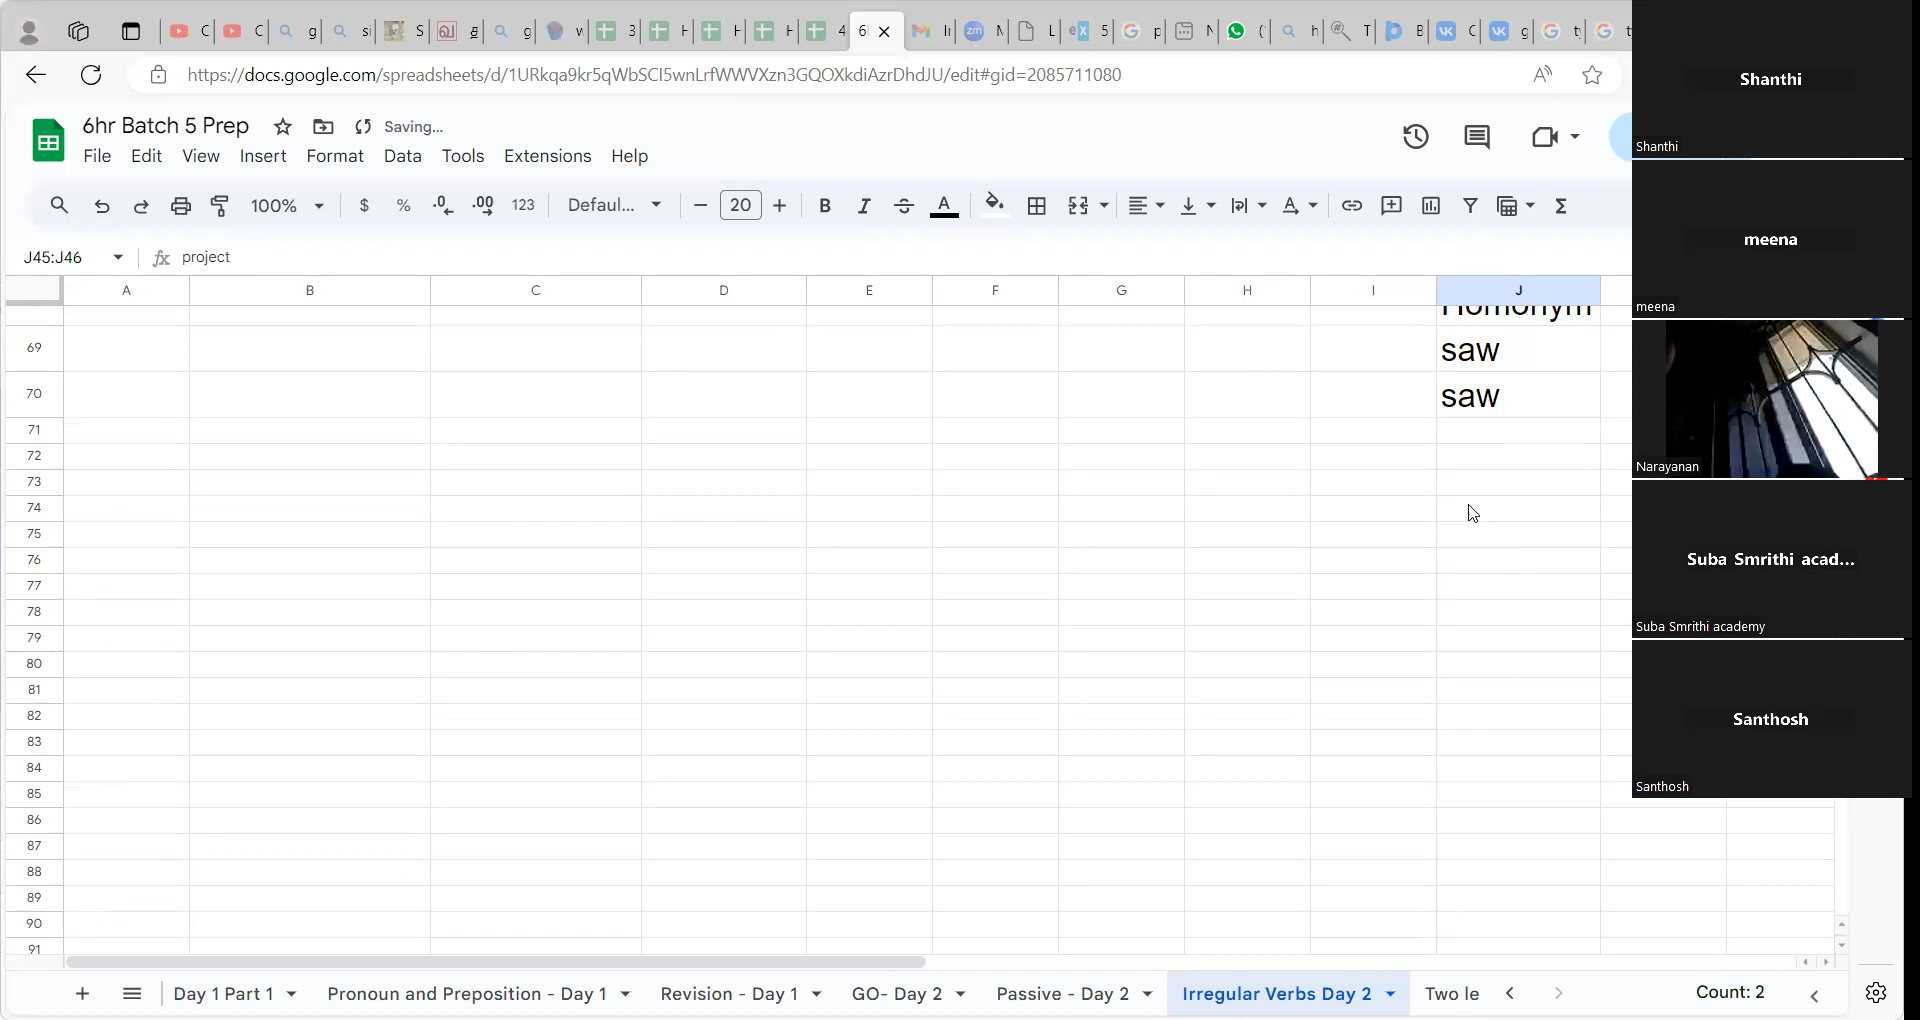 https://docs.google.com/spreadsheets/d/1URkqa9kr5qWbSCI5wnLrfWWVXzn3GQOXkdiAzrDhdJU/edit#gid=2085711080
6hr Batch 5 Prep Saving...
File Edit View Insert Format Data Tools Extensions Help
100% $ % .0 .00 123 Defaul... 20 B I A
J45:J46 fx project
A B C D E F G H I J
Homonym
69 saw
70 saw
71
72
73
74
75
76
77
78
79
80
81
82
83
84
85
86
87
88
89
90
91
Day 1 Part 1 Pronoun and Preposition - Day 1 Revision - Day 1 GO- Day 2 Passive - Day 2 Irregular Verbs Day 2 Two le Count: 2
Shanthi
Shanthi
meena
meena
Narayanan
Suba Smrithi acad...
Suba Smrithi academy
Santhosh
Santhosh